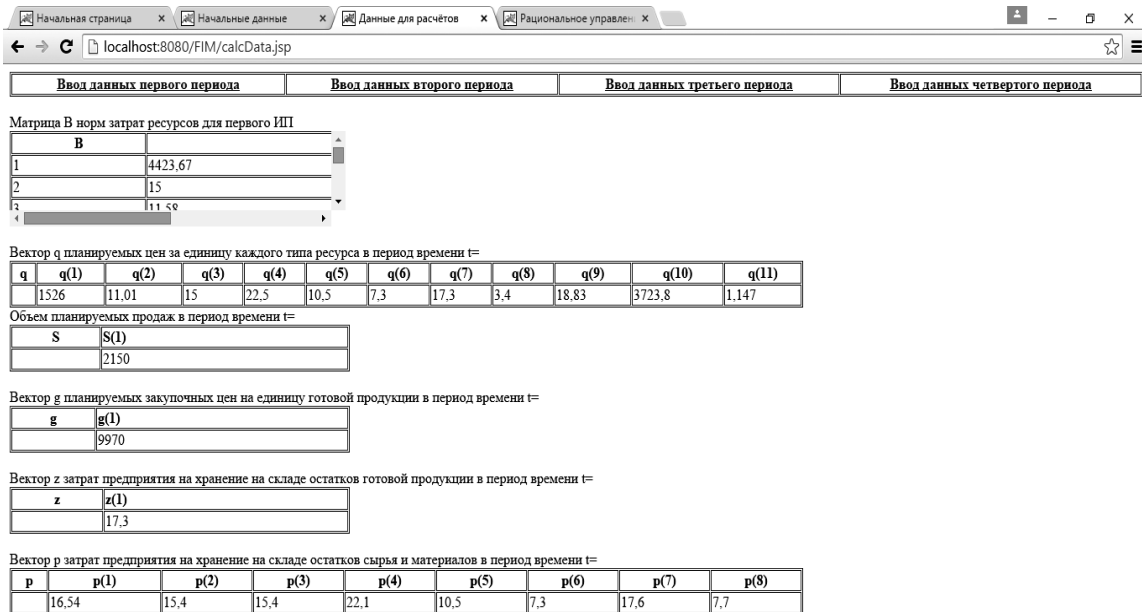 Начальная страница Начальные данные Данные для расчётов Рациональное управлен
localhost:8080/FIM/calcData.jsp
Ввод данных первого периода Ввод данных второго периода Ввод данных третьего периода Ввод данных четвертого периода
Матрица B норм затрат ресурсов для первого ИП
B
1 4423,67
2 15
3 11,58
Вектор q планируемых цен за единицу каждого типа ресурса в период времени t=
q q(1) q(2) q(3) q(4) q(5) q(6) q(7) q(8) q(9) q(10) q(11)
1526 11,01 15 22,5 10,5 7,3 17,3 3,4 18,83 3723,8 1,147
Объем планируемых продаж в период времени t=
S S(1)
2150
Вектор g планируемых закупочных цен на единицу готовой продукции в период времени t=
g g(1)
9970
Вектор z затрат предприятия на хранение на складе остатков готовой продукции в период времени t=
z z(1)
17,3
Вектор p затрат предприятия на хранение на складе остатков сырья и материалов в период времени t=
p p(1) p(2) p(3) p(4) p(5) p(6) p(7) p(8)
16,54 15,4 15,4 22,1 10,5 7,3 17,6 7,7